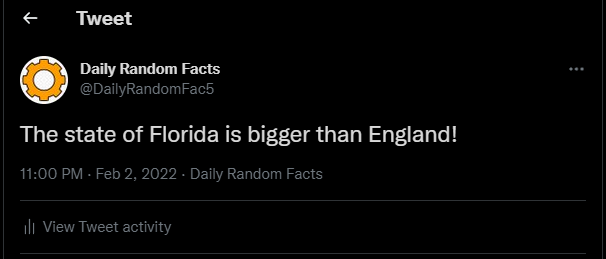 Tweet
Daily Random Facts
@DailyRandomFac5
The state of Florida is bigger than England!
11:00 PM · Feb 2, 2022 · Daily Random Facts
View Tweet activity